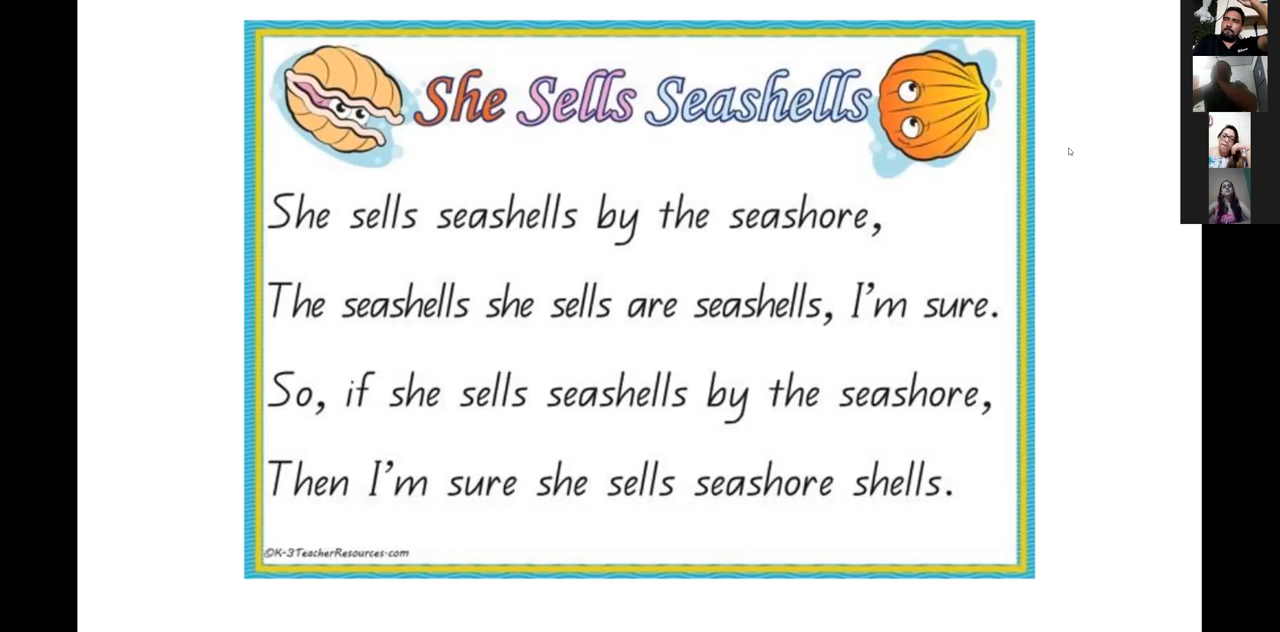 She Sells Seashells
She sells seashells by the seashore,
The seashells she sells are seashells, I'm sure.
So, if she sells seashells by the seashore,
Then I'm sure she sells seashore shells.
©K-3TeacherResources.com